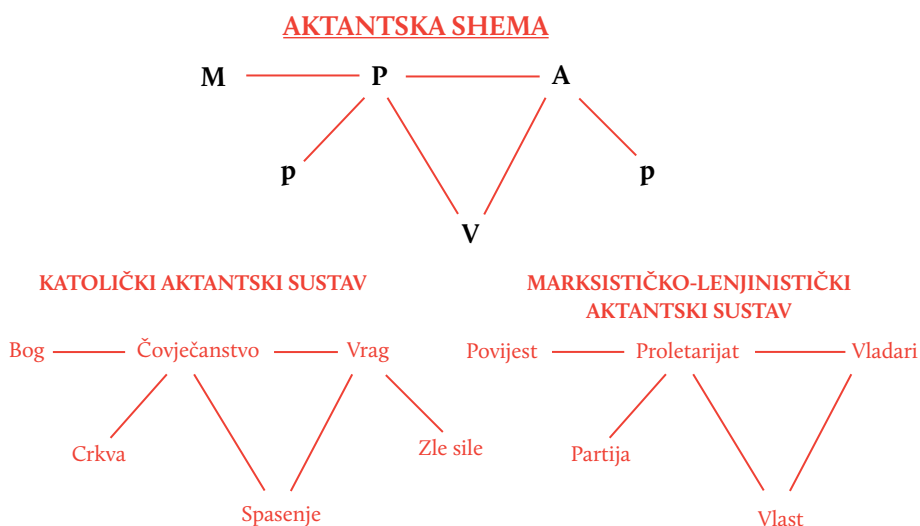 AKTANTSKA SHEMA
M P A
p p
V
KATOLIČKI AKTANTSKI SUSTAV
Bog Čovječanstvo Vrag
Crkva Zle sile
Spasenje
MARKSISTIČKO-LENJINISTIČKI
AKTANTSKI SUSTAV
Povijest Proletarijat Vladari
Partija
Vlast